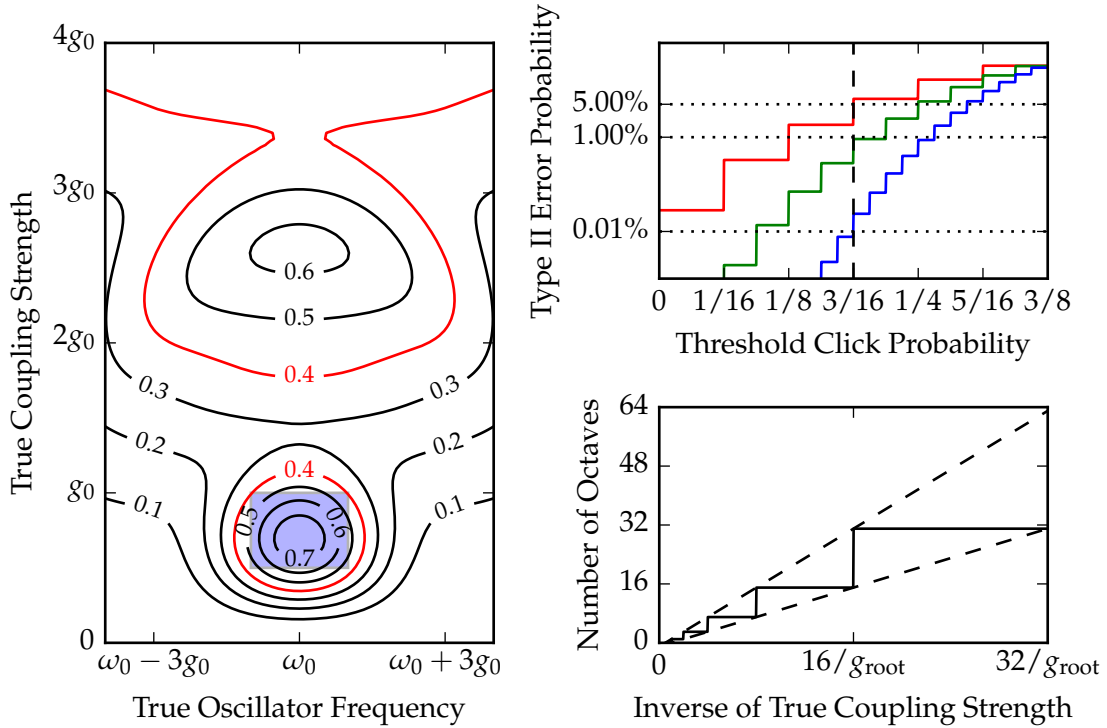 4g0
3g0
2g0
g0
0
True Coupling Strength
0.6
0.5
0.4
0.3
0.3
0.2
0.2
0.4
0.1
0.1
0.5
0.6
0.7
ω0 − 3g0
ω0
ω0 + 3g0
True Oscillator Frequency
Type II Error Probability
5.00%
1.00%
0.01%
0
1/16
1/8
3/16
1/4
5/16
3/8
Threshold Click Probability
Number of Octaves
64
48
32
16
0
0
16/groot
32/groot
Inverse of True Coupling Strength